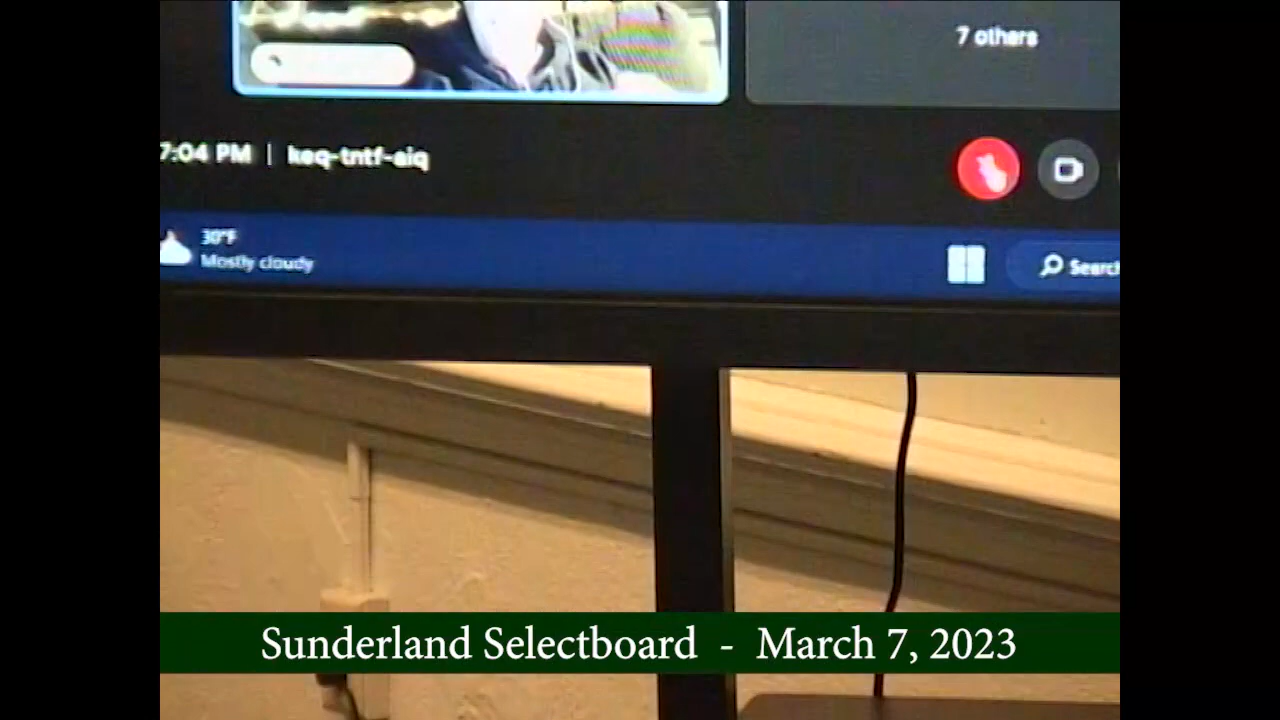 7 others
7:04 PM | keq-tntf-aiq
30°F
Mostly cloudy
Search
Sunderland Selectboard - March 7, 2023